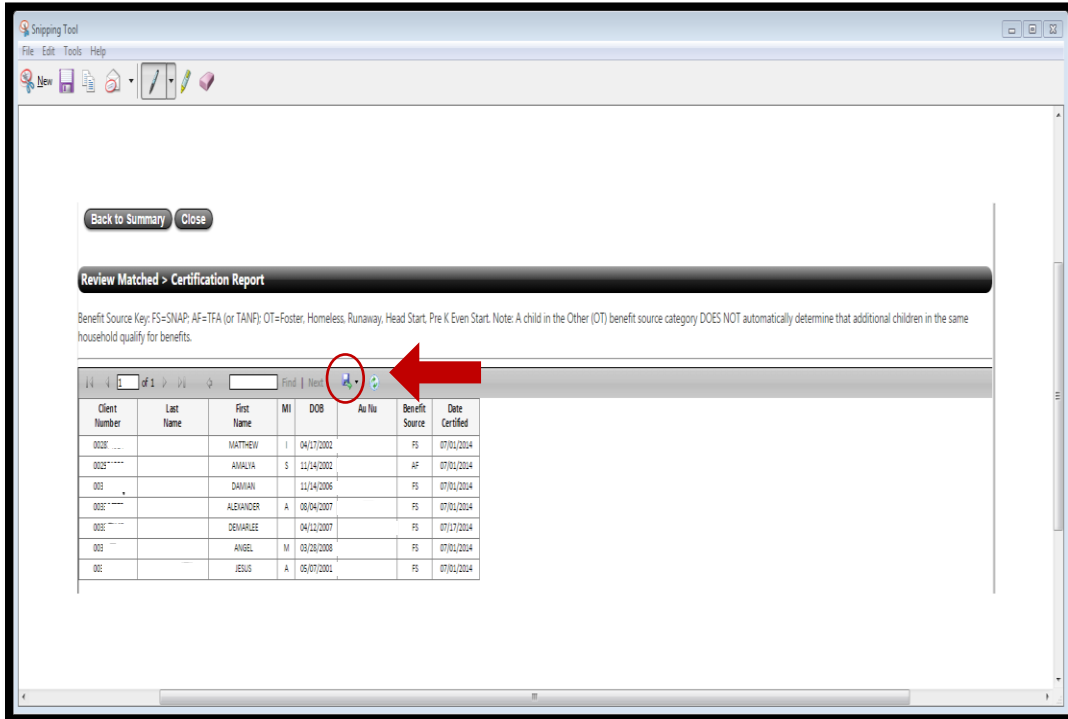 Snipping Tool
File Edit Tools Help
New
Back to Summary Close
Review Matched > Certification Report
Benefit Source Key: FS=SNAP; AF=TFA (or TANF); OT=Foster, Homeless, Runaway, Head Start, Pre K Even Start. Note: A child in the Other (OT) benefit source category DOES NOT automatically determine that additional children in the same
household qualify for benefits.
1 of 1 Find | Next
Client Number Last Name First Name MI DOB Au Nu Benefit Source Date Certified
MATTHEW I 04/17/2002 FS 07/01/2014
AMALYA S 11/14/2002 AF 07/01/2014
003 DAMIAN 11/14/2006 FS 07/01/2014
ALEXANDER A 08/04/2007 FS 07/01/2014
DEMARLEE 04/12/2007 FS 07/17/2014
003 ANGEL M 03/28/2008 FS 07/01/2014
JESUS A 05/07/2001 FS 07/01/2014